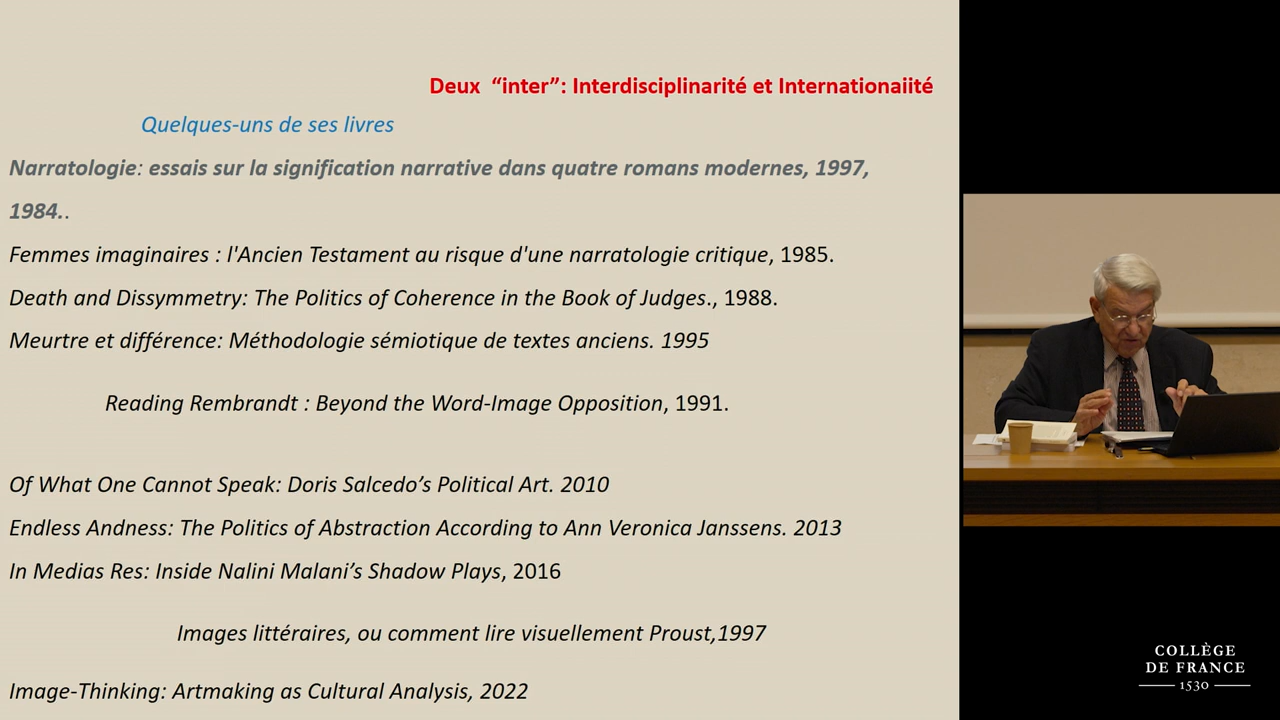 Deux “inter”: Interdisciplinarité et Internationaiité
Quelques-uns de ses livres
Narratologie: essais sur la signification narrative dans quatre romans modernes, 1997,
1984..
Femmes imaginaires : l'Ancien Testament au risque d'une narratologie critique, 1985.
Death and Dissymmetry: The Politics of Coherence in the Book of Judges., 1988.
Meurtre et différence: Méthodologie sémiotique de textes anciens. 1995
Reading Rembrandt : Beyond the Word-Image Opposition, 1991.
Of What One Cannot Speak: Doris Salcedo’s Political Art. 2010
Endless Andness: The Politics of Abstraction According to Ann Veronica Janssens. 2013
In Medias Res: Inside Nalini Malani’s Shadow Plays, 2016
Images littéraires, ou comment lire visuellement Proust,1997
Image-Thinking: Artmaking as Cultural Analysis, 2022
COLLÈGE
DE FRANCE
1530